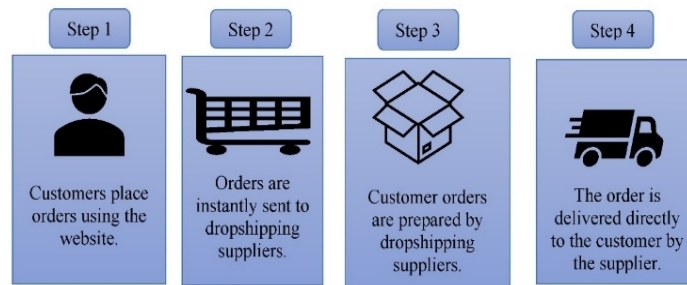 Step 1
Step 2
Step 3
Step 4
Customers place
orders using the
website.
Orders are
instantly sent to
dropshipping
suppliers.
Customer orders
are prepared by
dropshipping
suppliers.
The order is
delivered directly
to the customer by
the supplier.